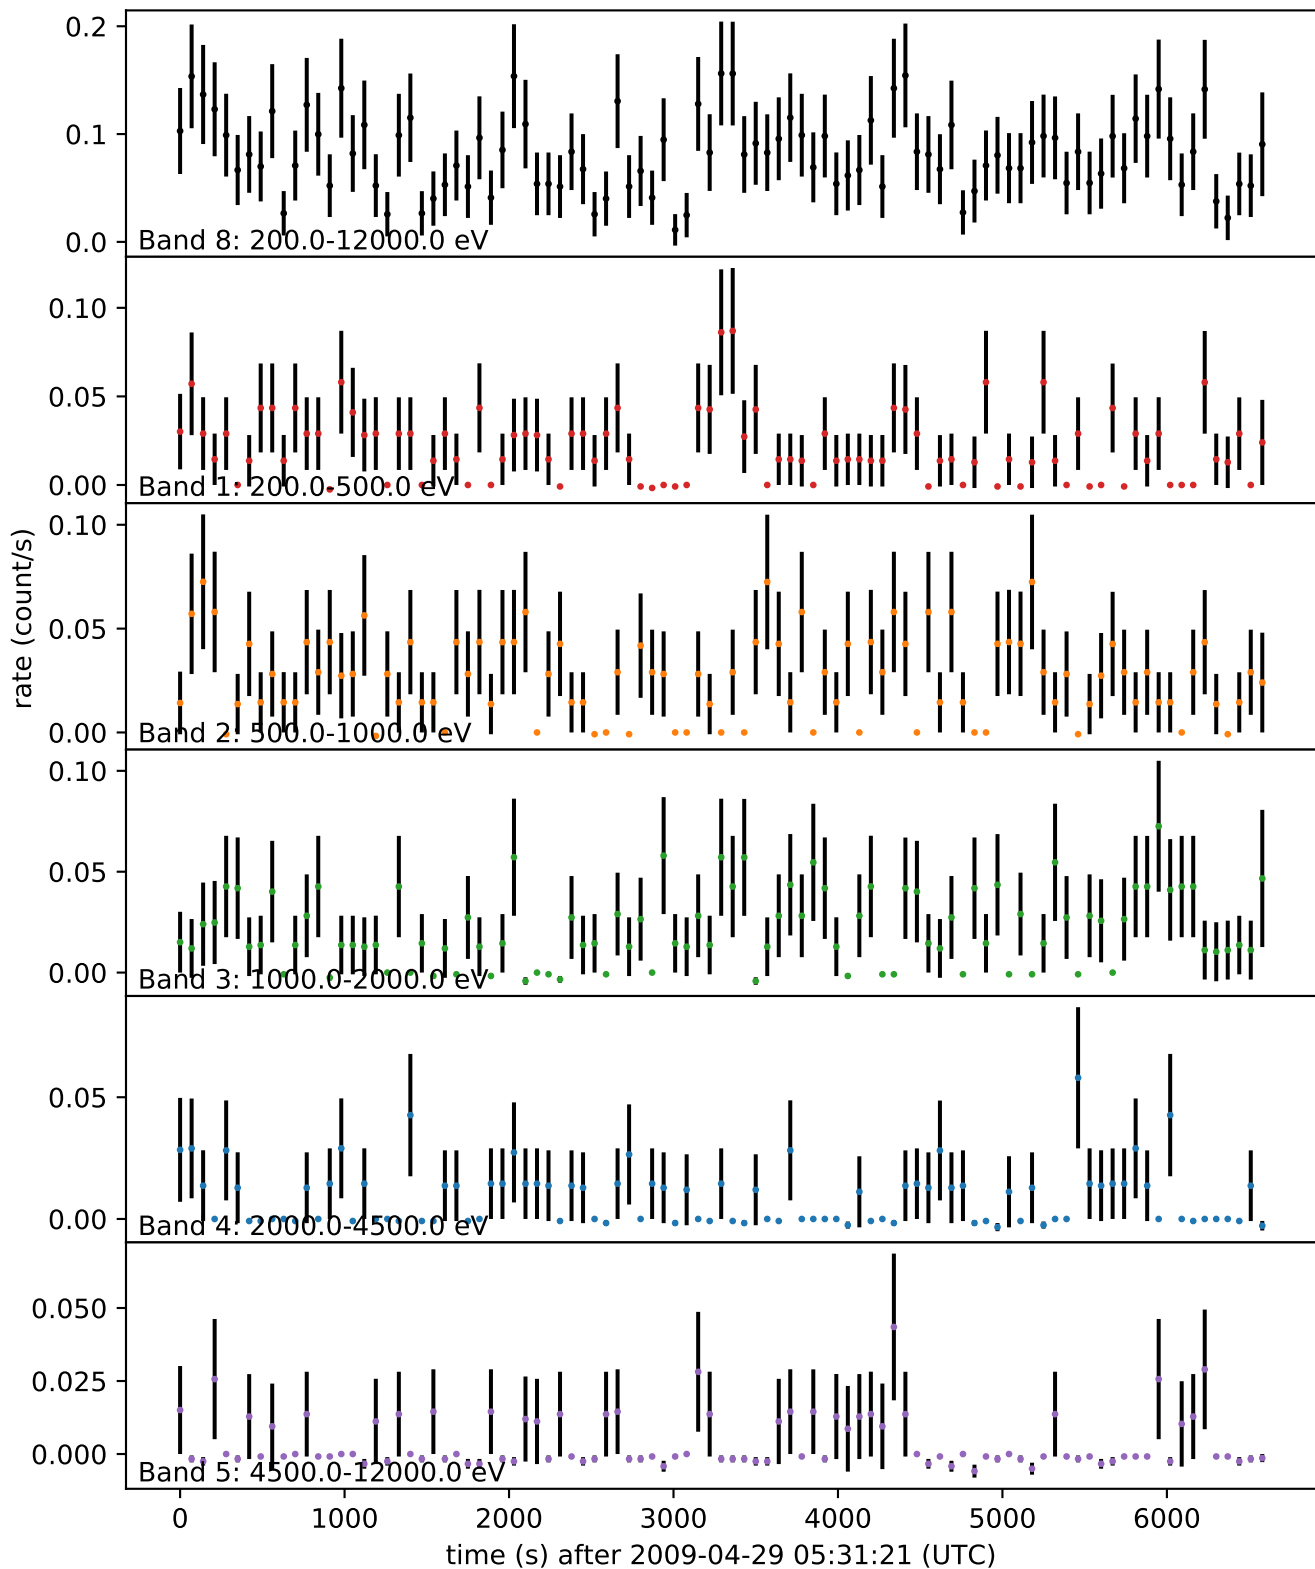 0.2
0.1
0.0
Band 8: 200.0-12000.0 eV
0.10
0.05
0.00
Band 1: 200.0-500.0 eV
0.10
0.05
0.00
Band 2: 500.0-1000.0 eV
rate (count/s)
0.10
0.05
0.00
Band 3: 1000.0-2000.0 eV
0.05
0.00
Band 4: 2000.0-4500.0 eV
0.050
0.025
0.000
Band 5: 4500.0-12000.0 eV
0 1000 2000 3000 4000 5000 6000
time (s) after 2009-04-29 05:31:21 (UTC)